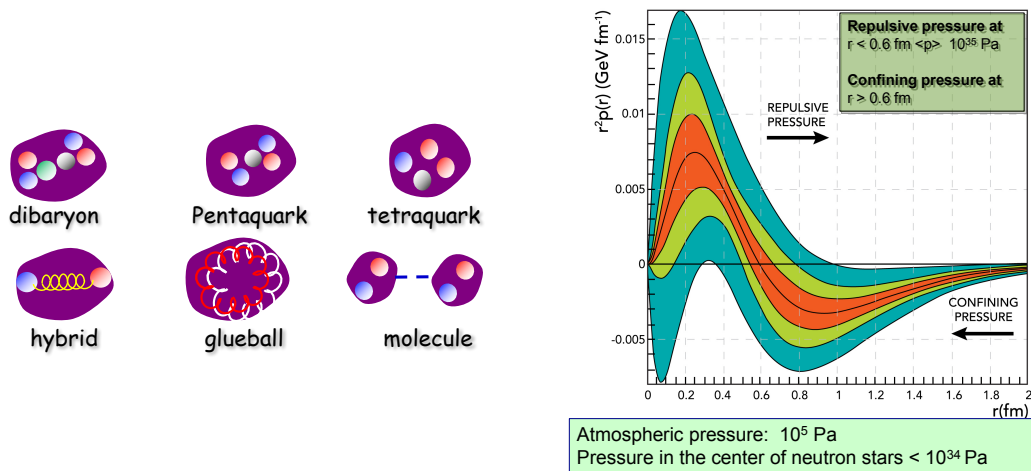 dibaryon
Pentaquark
tetraquark
hybrid
glueball
molecule
r²p(r) (GeV fm⁻¹)
0.015
0.01
0.005
0
-0.005
Repulsive pressure at
r < 0.6 fm <p> 10³⁵ Pa
Confining pressure at
r > 0.6 fm
REPULSIVE
PRESSURE
CONFINING
PRESSURE
0 0.2 0.4 0.6 0.8 1 1.2 1.4 1.6 1.8 2
r(fm)
Atmospheric pressure: 10⁵ Pa
Pressure in the center of neutron stars < 10³⁴ Pa